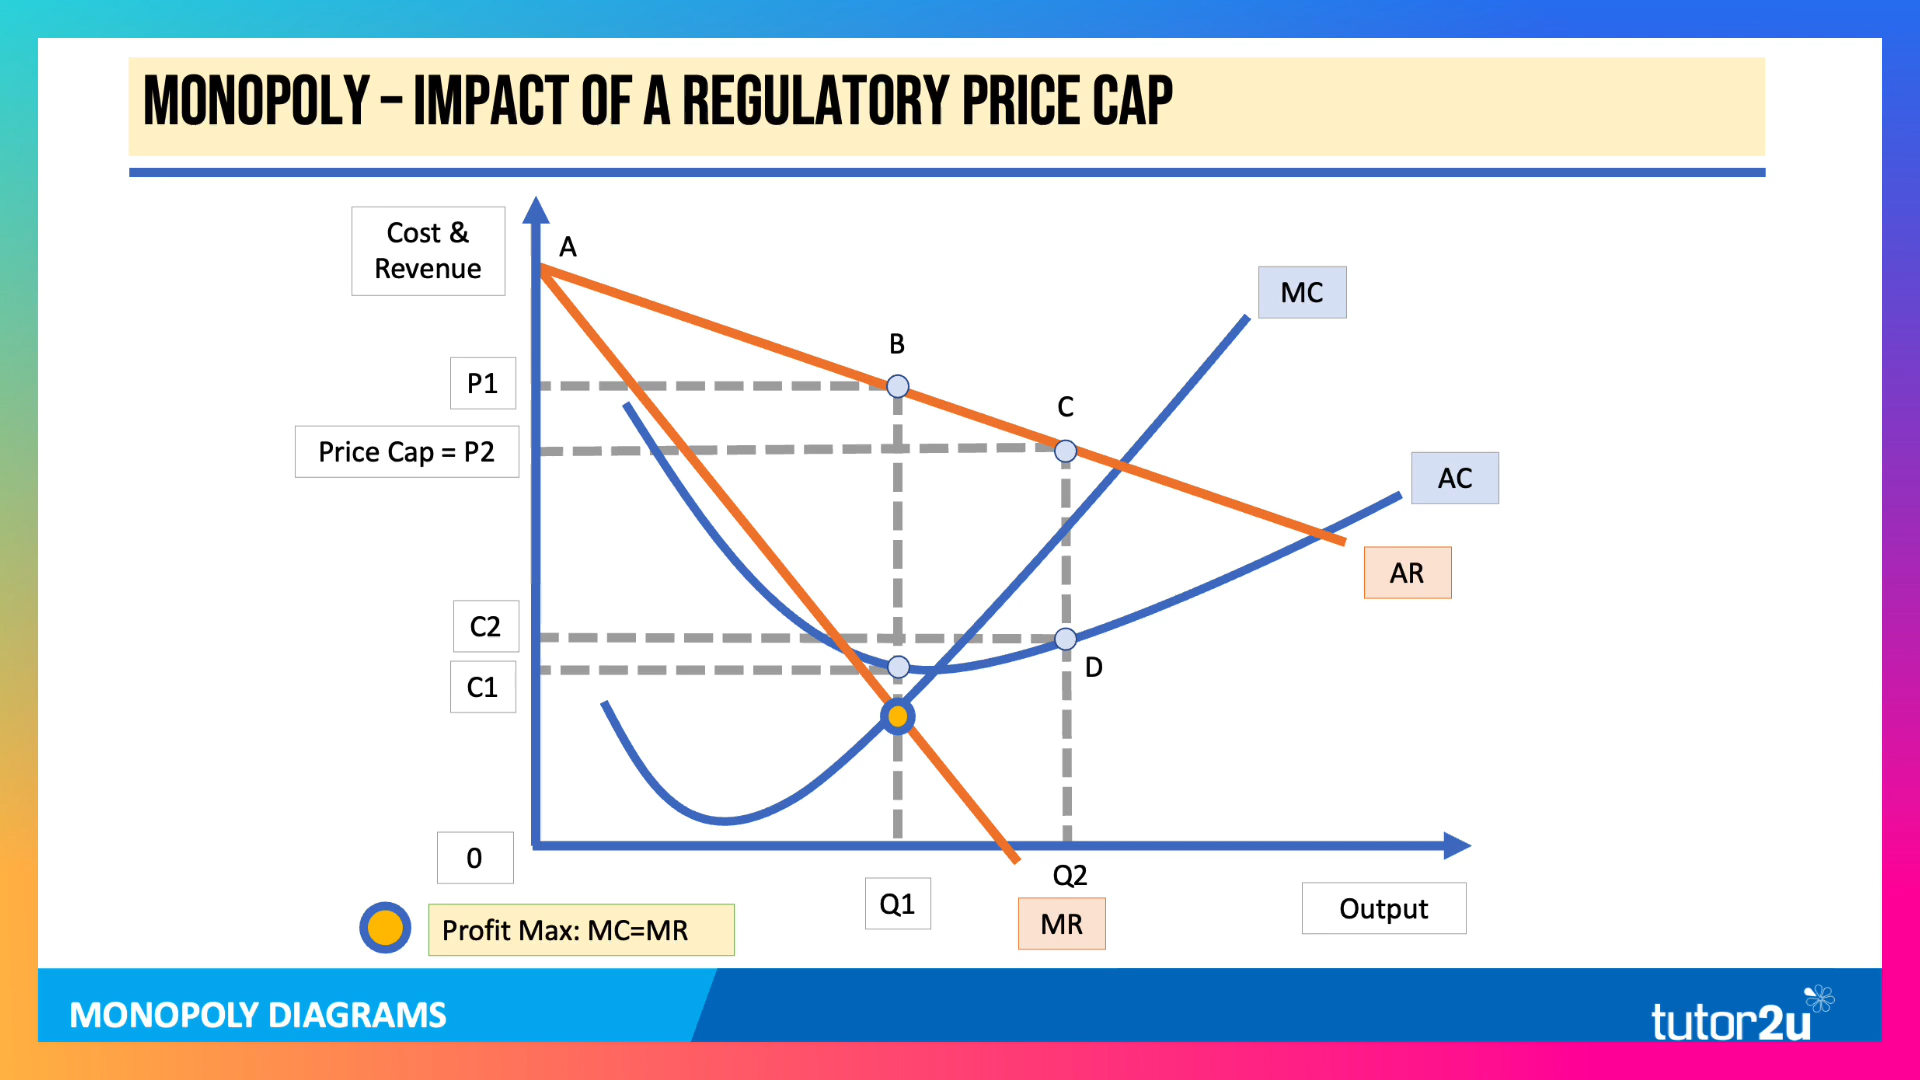 MONOPOLY – IMPACT OF A REGULATORY PRICE CAP
Cost &
Revenue
A
MC
B
P1
C
Price Cap = P2
AC
AR
C2
C1
D
0
Q2
Q1
MR
Output
Profit Max: MC=MR
MONOPOLY DIAGRAMS
tutor2u